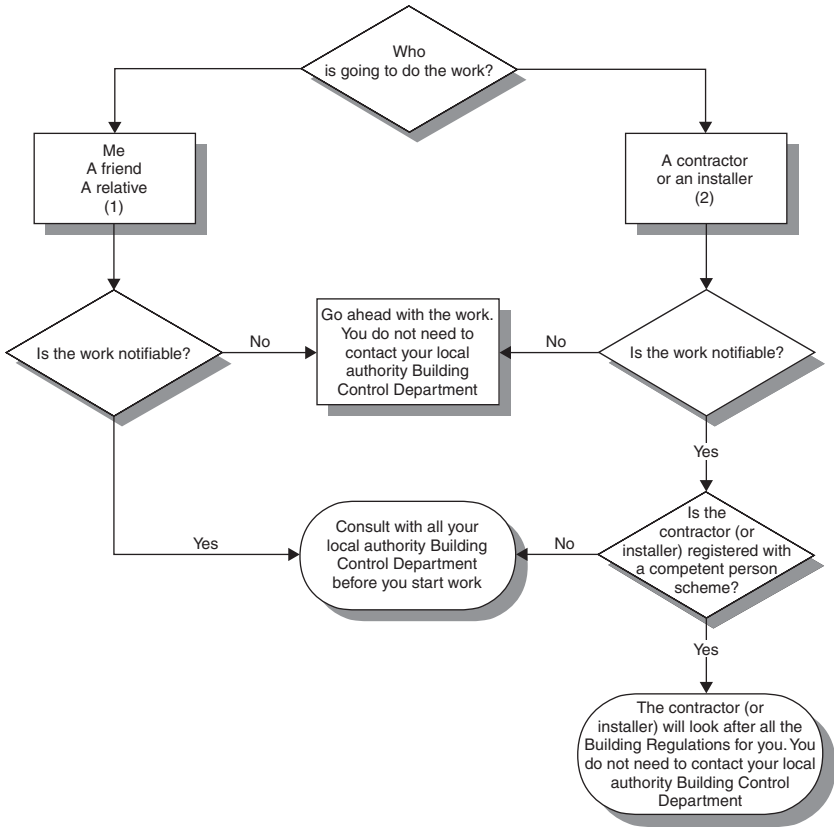 Who
is going to do the work?
Me
A friend
A relative
(1)
A contractor
or an installer
(2)
Is the work notifiable?
No
Go ahead with the work.
You do not need to
contact your local
authority Building
Control Department
No
Is the work notifiable?
Yes
Yes
Consult with all your
local authority Building
Control Department
before you start work
No
Is the
contractor (or
installer) registered with
a competent person
scheme?
Yes
The contractor (or
installer) will look after all the
Building Regulations for you. You
do not need to contact your local
authority Building Control
Department